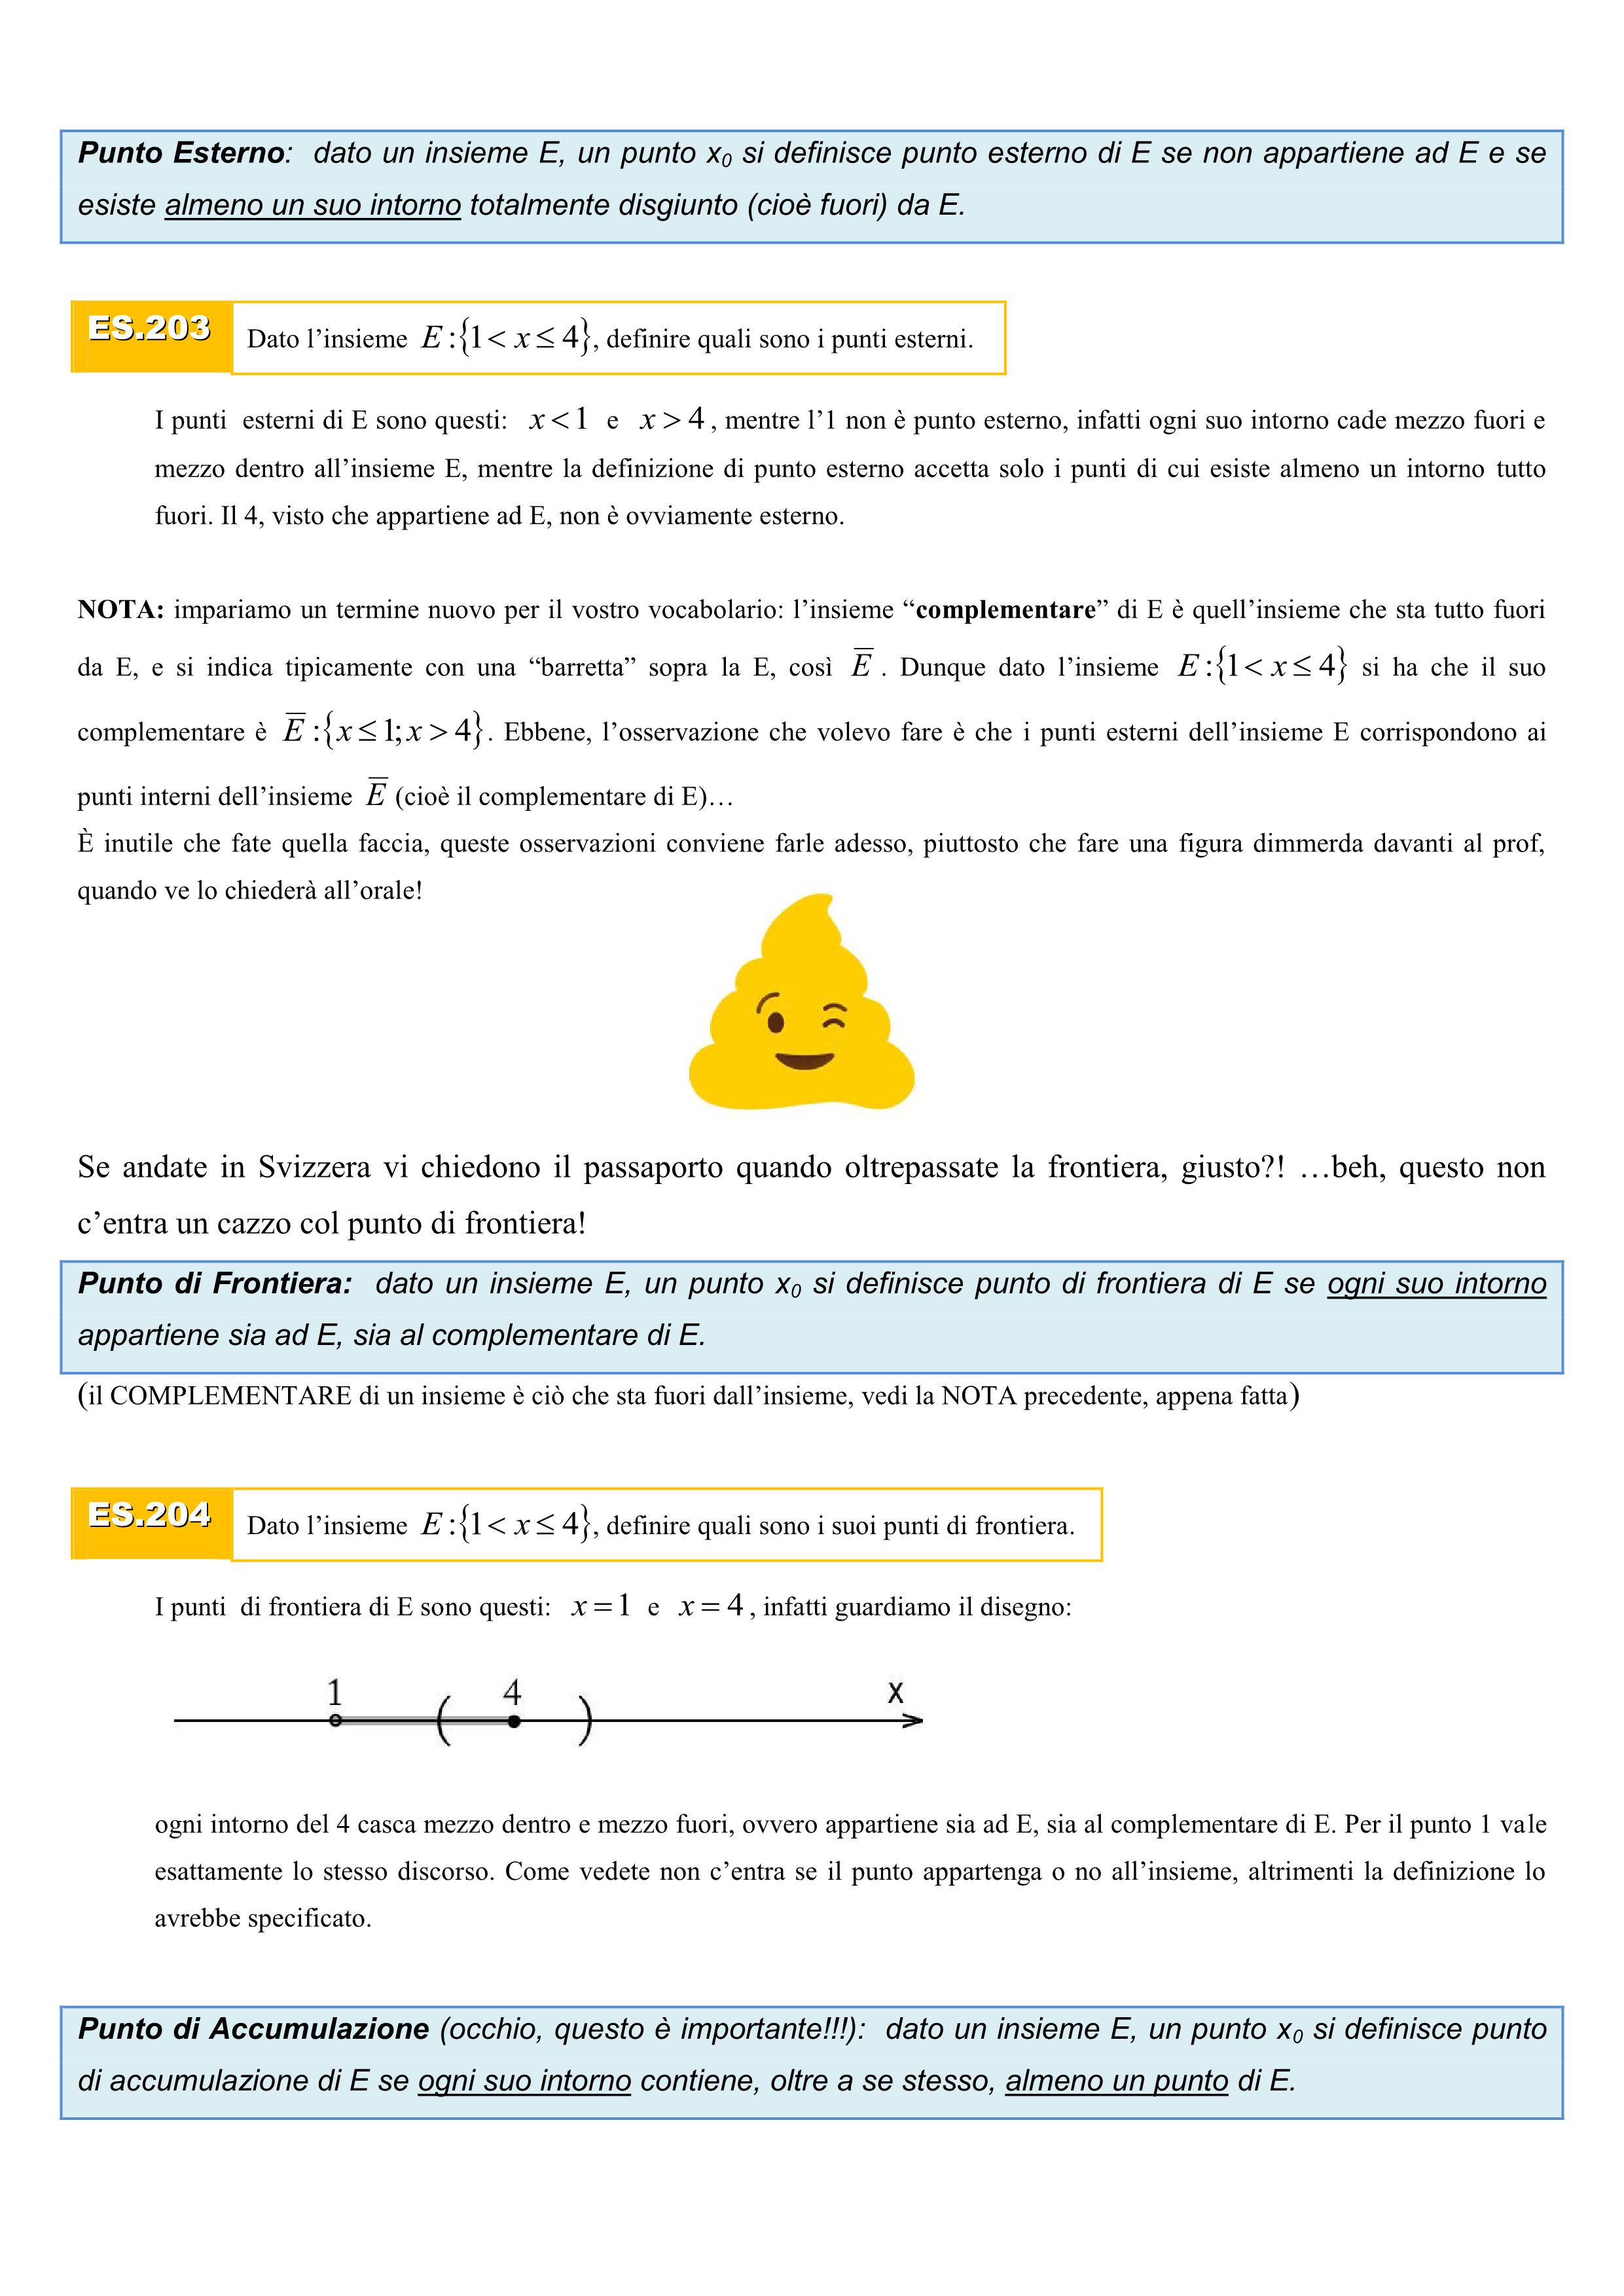 Punto Esterno: dato un insieme E, un punto x₀ si definisce punto esterno di E se non appartiene ad E e se
esiste almeno un suo intorno totalmente disgiunto (cioè fuori) da E.
ES.203 Dato l’insieme E:{1< x ≤ 4}, definire quali sono i punti esterni.
I punti esterni di E sono questi: x < 1 e x > 4, mentre l’1 non è punto esterno, infatti ogni suo intorno cade mezzo fuori e
mezzo dentro all’insieme E, mentre la definizione di punto esterno accetta solo i punti di cui esiste almeno un intorno tutto
fuori. Il 4, visto che appartiene ad E, non è ovviamente esterno.
NOTA: impariamo un termine nuovo per il vostro vocabolario: l’insieme “complementare” di E è quell’insieme che sta tutto fuori
da E, e si indica tipicamente con una “barretta” sopra la E, così E̅ . Dunque dato l’insieme E:{1< x ≤ 4} si ha che il suo
complementare è E̅ :{x ≤ 1; x > 4}. Ebbene, l’osservazione che volevo fare è che i punti esterni dell’insieme E corrispondono ai
punti interni dell’insieme E̅ (cioè il complementare di E)…
È inutile che fate quella faccia, queste osservazioni conviene farle adesso, piuttosto che fare una figura dimmerda davanti al prof,
quando ve lo chiederà all’orale!
Se andate in Svizzera vi chiedono il passaporto quando oltrepassate la frontiera, giusto?! …beh, questo non
c’entra un cazzo col punto di frontiera!
Punto di Frontiera: dato un insieme E, un punto x₀ si definisce punto di frontiera di E se ogni suo intorno
appartiene sia ad E, sia al complementare di E.
(il COMPLEMENTARE di un insieme è ciò che sta fuori dall’insieme, vedi la NOTA precedente, appena fatta)
ES.204 Dato l’insieme E:{1< x ≤ 4}, definire quali sono i suoi punti di frontiera.
I punti di frontiera di E sono questi: x = 1 e x = 4, infatti guardiamo il disegno:
1 4 x
( )
ogni intorno del 4 casca mezzo dentro e mezzo fuori, ovvero appartiene sia ad E, sia al complementare di E. Per il punto 1 vale
esattamente lo stesso discorso. Come vedete non c’entra se il punto appartenga o no all’insieme, altrimenti la definizione lo
avrebbe specificato.
Punto di Accumulazione (occhio, questo è importante!!!): dato un insieme E, un punto x₀ si definisce punto
di accumulazione di E se ogni suo intorno contiene, oltre a se stesso, almeno un punto di E.